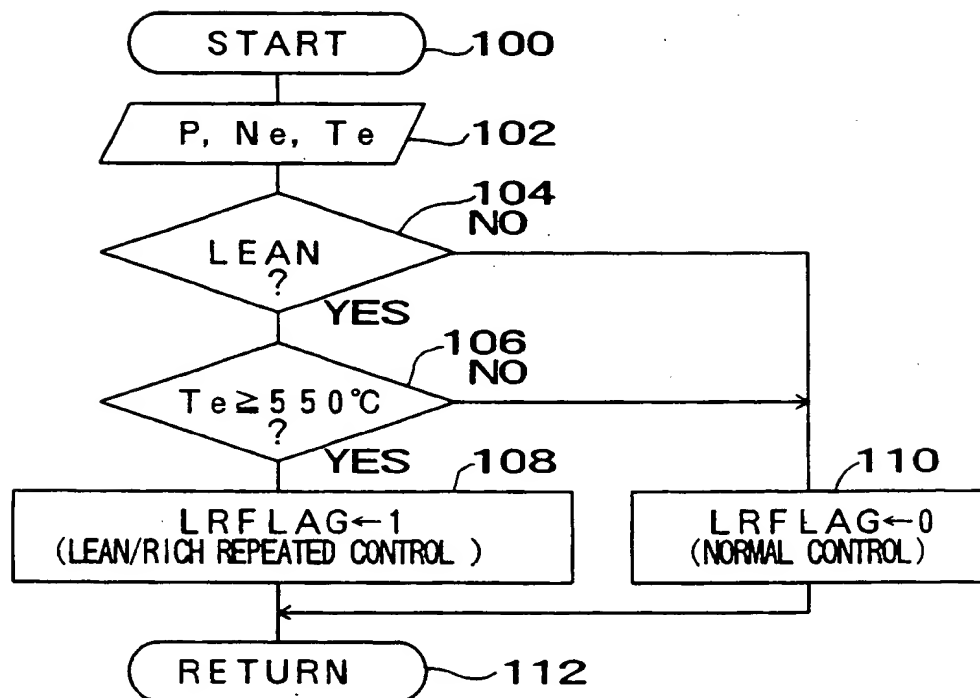 START
100
P, Ne, Te
102
104
NO
LEAN
?
YES
106
NO
Te≧550℃
?
YES
108
110
LRFLAG←1
(LEAN/RICH REPEATED CONTROL )
LRFLAG←0
(NORMAL CONTROL)
RETURN
112